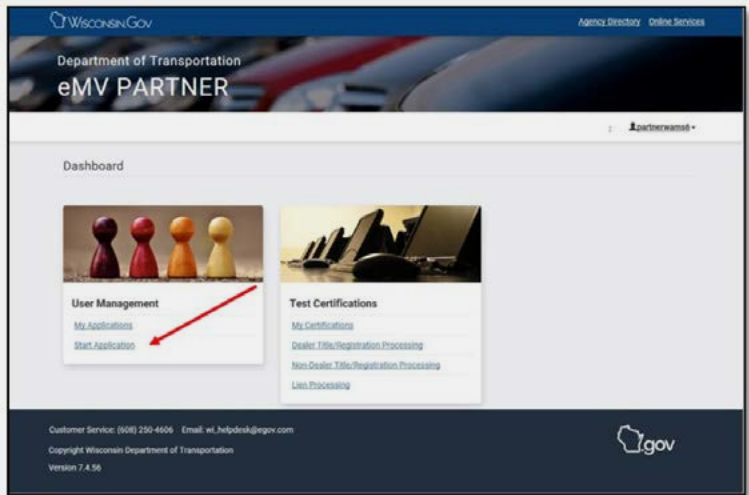 WISCONSIN.GOV
Agency Directory Online Services
Department of Transportation
eMV PARTNER
partnerwams6
Dashboard
User Management
My Applications
Start Application
Test Certifications
My Certifications
Dealer Title/Registration Processing
Non-Dealer Title/Registration Processing
Lien Processing
Customer Service: (608) 250-4606 Email: wi_helpdesk@egov.com
Copyright Wisconsin Department of Transportation
Version 7.4.56
.gov